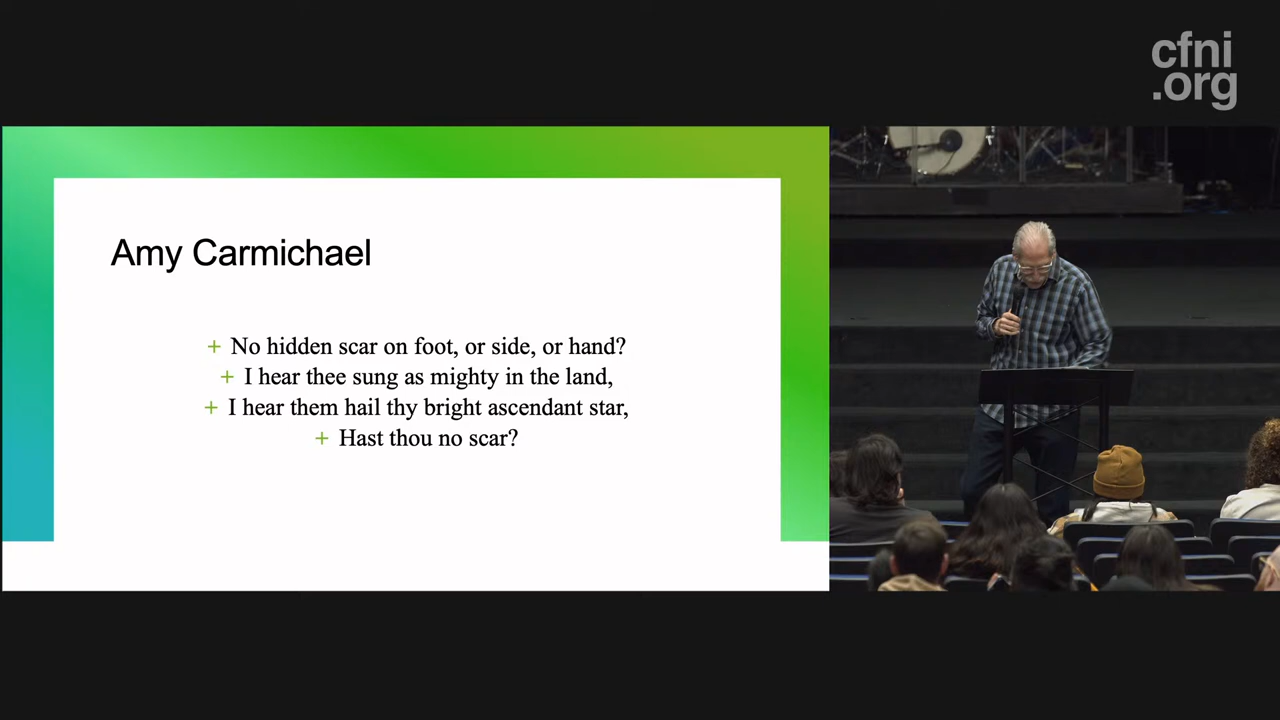 cfni
.org
Amy Carmichael
+ No hidden scar on foot, or side, or hand?
+ I hear thee sung as mighty in the land,
+ I hear them hail thy bright ascendant star,
+ Hast thou no scar?